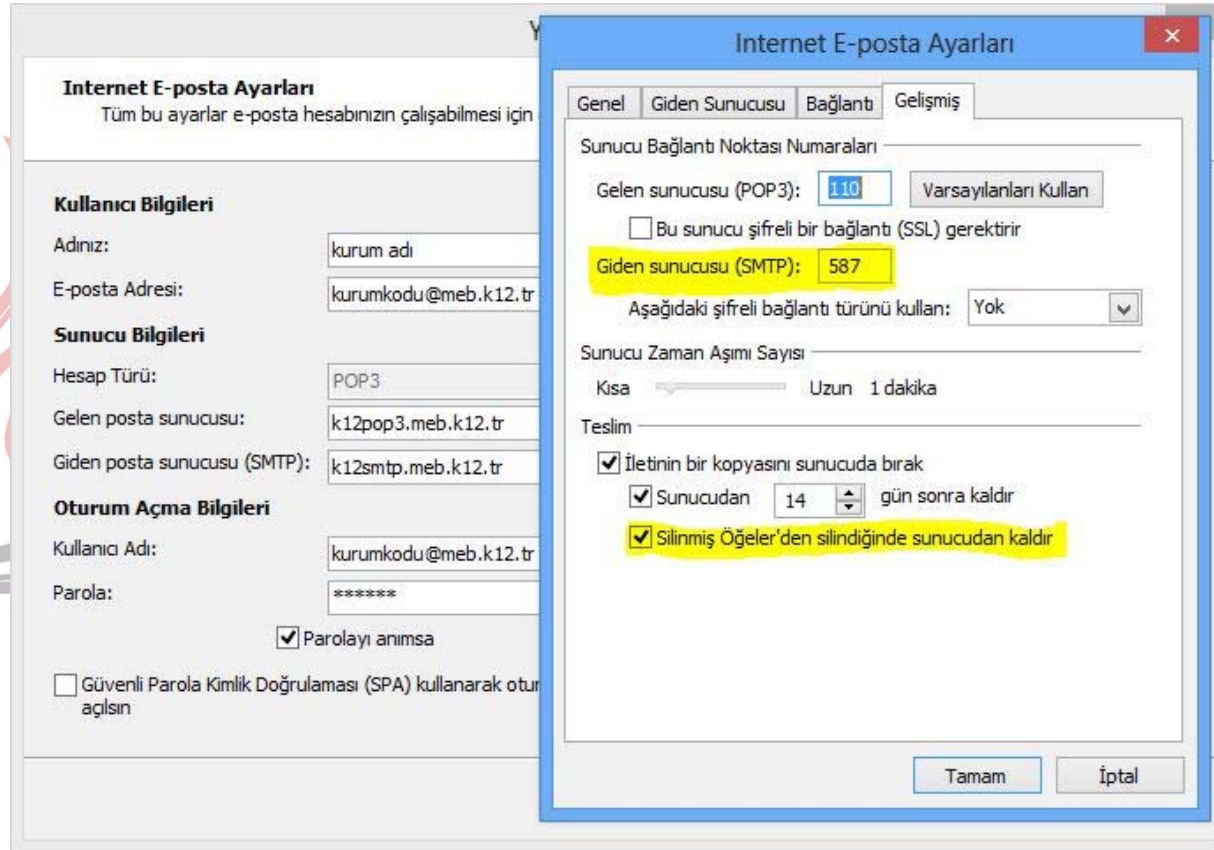 Internet E-posta Ayarları
Tüm bu ayarlar e-posta hesabınızın çalışabilmesi için
Kullanıcı Bilgileri
Adınız:
kurum adı
E-posta Adresi:
kurumkodu@meb.k12.tr
Sunucu Bilgileri
Hesap Türü:
POP3
Gelen posta sunucusu:
k12pop3.meb.k12.tr
Giden posta sunucusu (SMTP):
k12smtp.meb.k12.tr
Oturum Açma Bilgileri
Kullanıcı Adı:
kurumkodu@meb.k12.tr
Parola:
******
Parolayı anımsa
Güvenli Parola Kimlik Doğrulaması (SPA) kullanarak
açılsın
Internet E-posta Ayarları
Genel
Giden Sunucusu
Bağlantı
Gelişmiş
Sunucu Bağlantı Noktası Numaraları
Gelen sunucusu (POP3):
110
Varsayılanları Kullan
Bu sunucu şifreli bir bağlantı (SSL) gerektirir
Giden sunucusu (SMTP):
587
Aşağıdaki şifreli bağlantı türünü kullan:
Yok
Sunucu Zaman Aşımı Sayısı
Kısa
Uzun
1 dakika
Teslim
İletinin bir kopyasını sunucuda bırak
Sunucudan
14
gün sonra kaldır
Silinmiş Öğeler'den silindiğinde sunucudan kaldır
Tamam
İptal